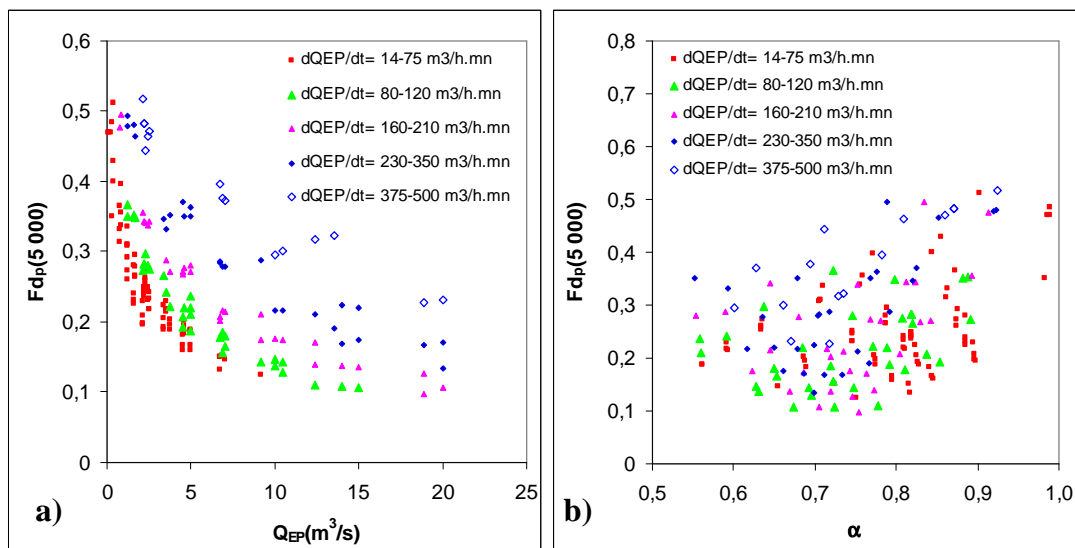 0,6
0,5
0,4
0,3
0,2
0,1
0
Fdp(5 000)
dQEP/dt= 14-75 m3/h.mn
dQEP/dt= 80-120 m3/h.mn
dQEP/dt= 160-210 m3/h.mn
dQEP/dt= 230-350 m3/h.mn
dQEP/dt= 375-500 m3/h.mn
0 5 10 15 20 25
a)
QEP(m³/s)
0,8
0,7
0,6
0,5
0,4
0,3
0,2
0,1
0
Fdp(5 000)
dQEP/dt= 14-75 m3/h.mn
dQEP/dt= 80-120 m3/h.mn
dQEP/dt= 160-210 m3/h.mn
dQEP/dt= 230-350 m3/h.mn
dQEP/dt= 375-500 m3/h.mn
0,5 0,6 0,7 0,8 0,9 1,0
b)
α